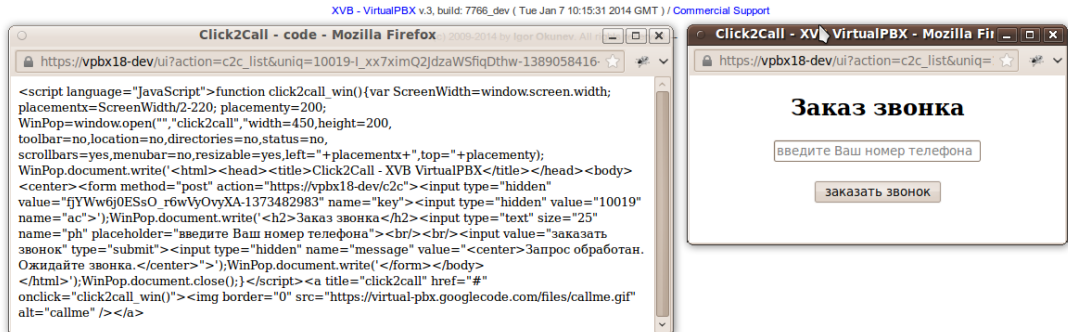 XVB - VirtualPBX v.3, build: 7766_dev ( Tue Jan 7 10:15:31 2014 GMT ) / Commercial Support
Click2Call - code - Mozilla Firefox
(c) 2009-2014 by Igor Okunev. All
https://vpbx18-dev/ui?action=c2c_list&uniq=10019-I_xx7ximQ2JdzaWSfiqDthw-1389058416-
<script language="JavaScript">function click2call_win(){var ScreenWidth=window.screen.width;
placementx=ScreenWidth/2-220; placementy=200;
WinPop=window.open("","click2call","width=450,height=200,
toolbar=no,location=no,directories=no,status=no,
scrollbars=yes,menubar=no,resizable=yes,left="+placementx+",top="+placementy);
WinPop.document.write('<html><head><title>Click2Call - XVB VirtualPBX</title></head><body>
<center><form method="post" action="https://vpbx18-dev/c2c"><input type="hidden"
value="fjYWw6j0ESsO_r6wVyOvyXA-1373482983" name="key"><input type="hidden" value="10019"
name="ac">');WinPop.document.write('<h2>Заказ звонка</h2><input type="text" size="25"
name="ph" placeholder="введите Ваш номер телефона"><br/><br/><input value="заказать
звонок" type="submit"><input type="hidden" name="message" value="<center>Запрос обработан.
Ожидайте звонка.</center>">');WinPop.document.write('</form></body>
</html>');WinPop.document.close();}</script><a title="click2call" href="#"
onclick="click2call_win()"><img border="0" src="https://virtual-pbx.googlecode.com/files/callme.gif"
alt="callme" /></a>
Click2Call - XV VirtualPBX - Mozilla Fir
https://vpbx18-dev/ui?action=c2c_list&uniq=
Заказ звонка
введите Ваш номер телефона
заказать звонок